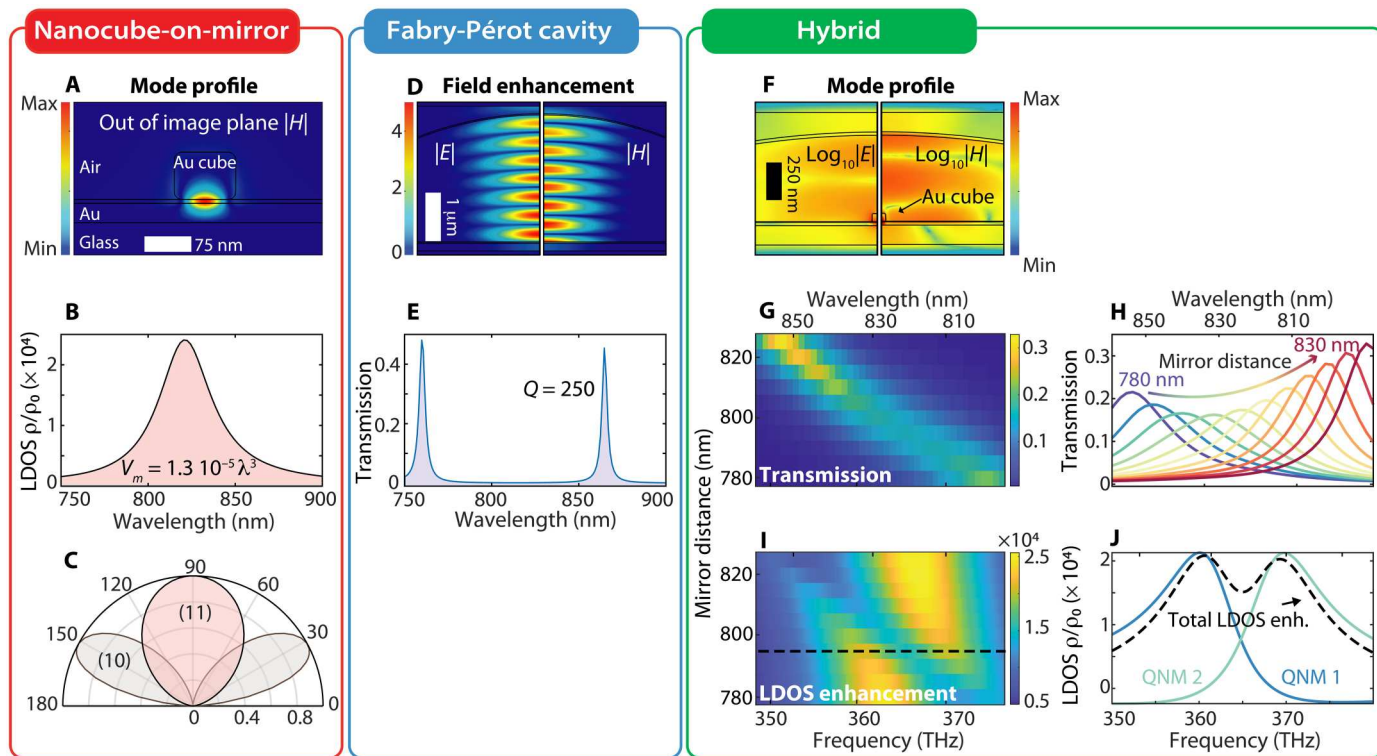 Nanocube-on-mirror
Fabry-Pérot cavity
Hybrid
A
Mode profile
Max
Out of image plane |H|
Air
Au cube
Au
Glass
75 nm
Min
B
LDOS ρ/ρ₀ (× 10⁴)
2
1
0
Vₘ = 1.3 10⁻⁵ λ³
750
800
850
900
Wavelength (nm)
C
90
120
60
(11)
150
30
(10)
180
0
0
0.4
0.8
D
Field enhancement
4
2
0
|E|
|H|
1 μm
E
Transmission
0.4
0.2
0
Q = 250
750
800
850
900
Wavelength (nm)
F
Mode profile
Max
Log₁₀|E|
Log₁₀|H|
250 nm
Au cube
Min
G
Wavelength (nm)
850
830
810
820
800
780
0.3
0.2
0.1
Transmission
Mirror distance (nm)
H
Wavelength (nm)
850
830
810
Transmission
0.3
0.2
0.1
0
830 nm
Mirror distance
780 nm
I
×10⁴
820
800
780
2.5
2
1.5
1
0.5
LDOS enhancement
350
360
370
Frequency (THz)
J
LDOS ρ/ρ₀ (× 10⁴)
2
1
0
Total LDOS enh.
QNM 2
QNM 1
350
360
370
Frequency (THz)